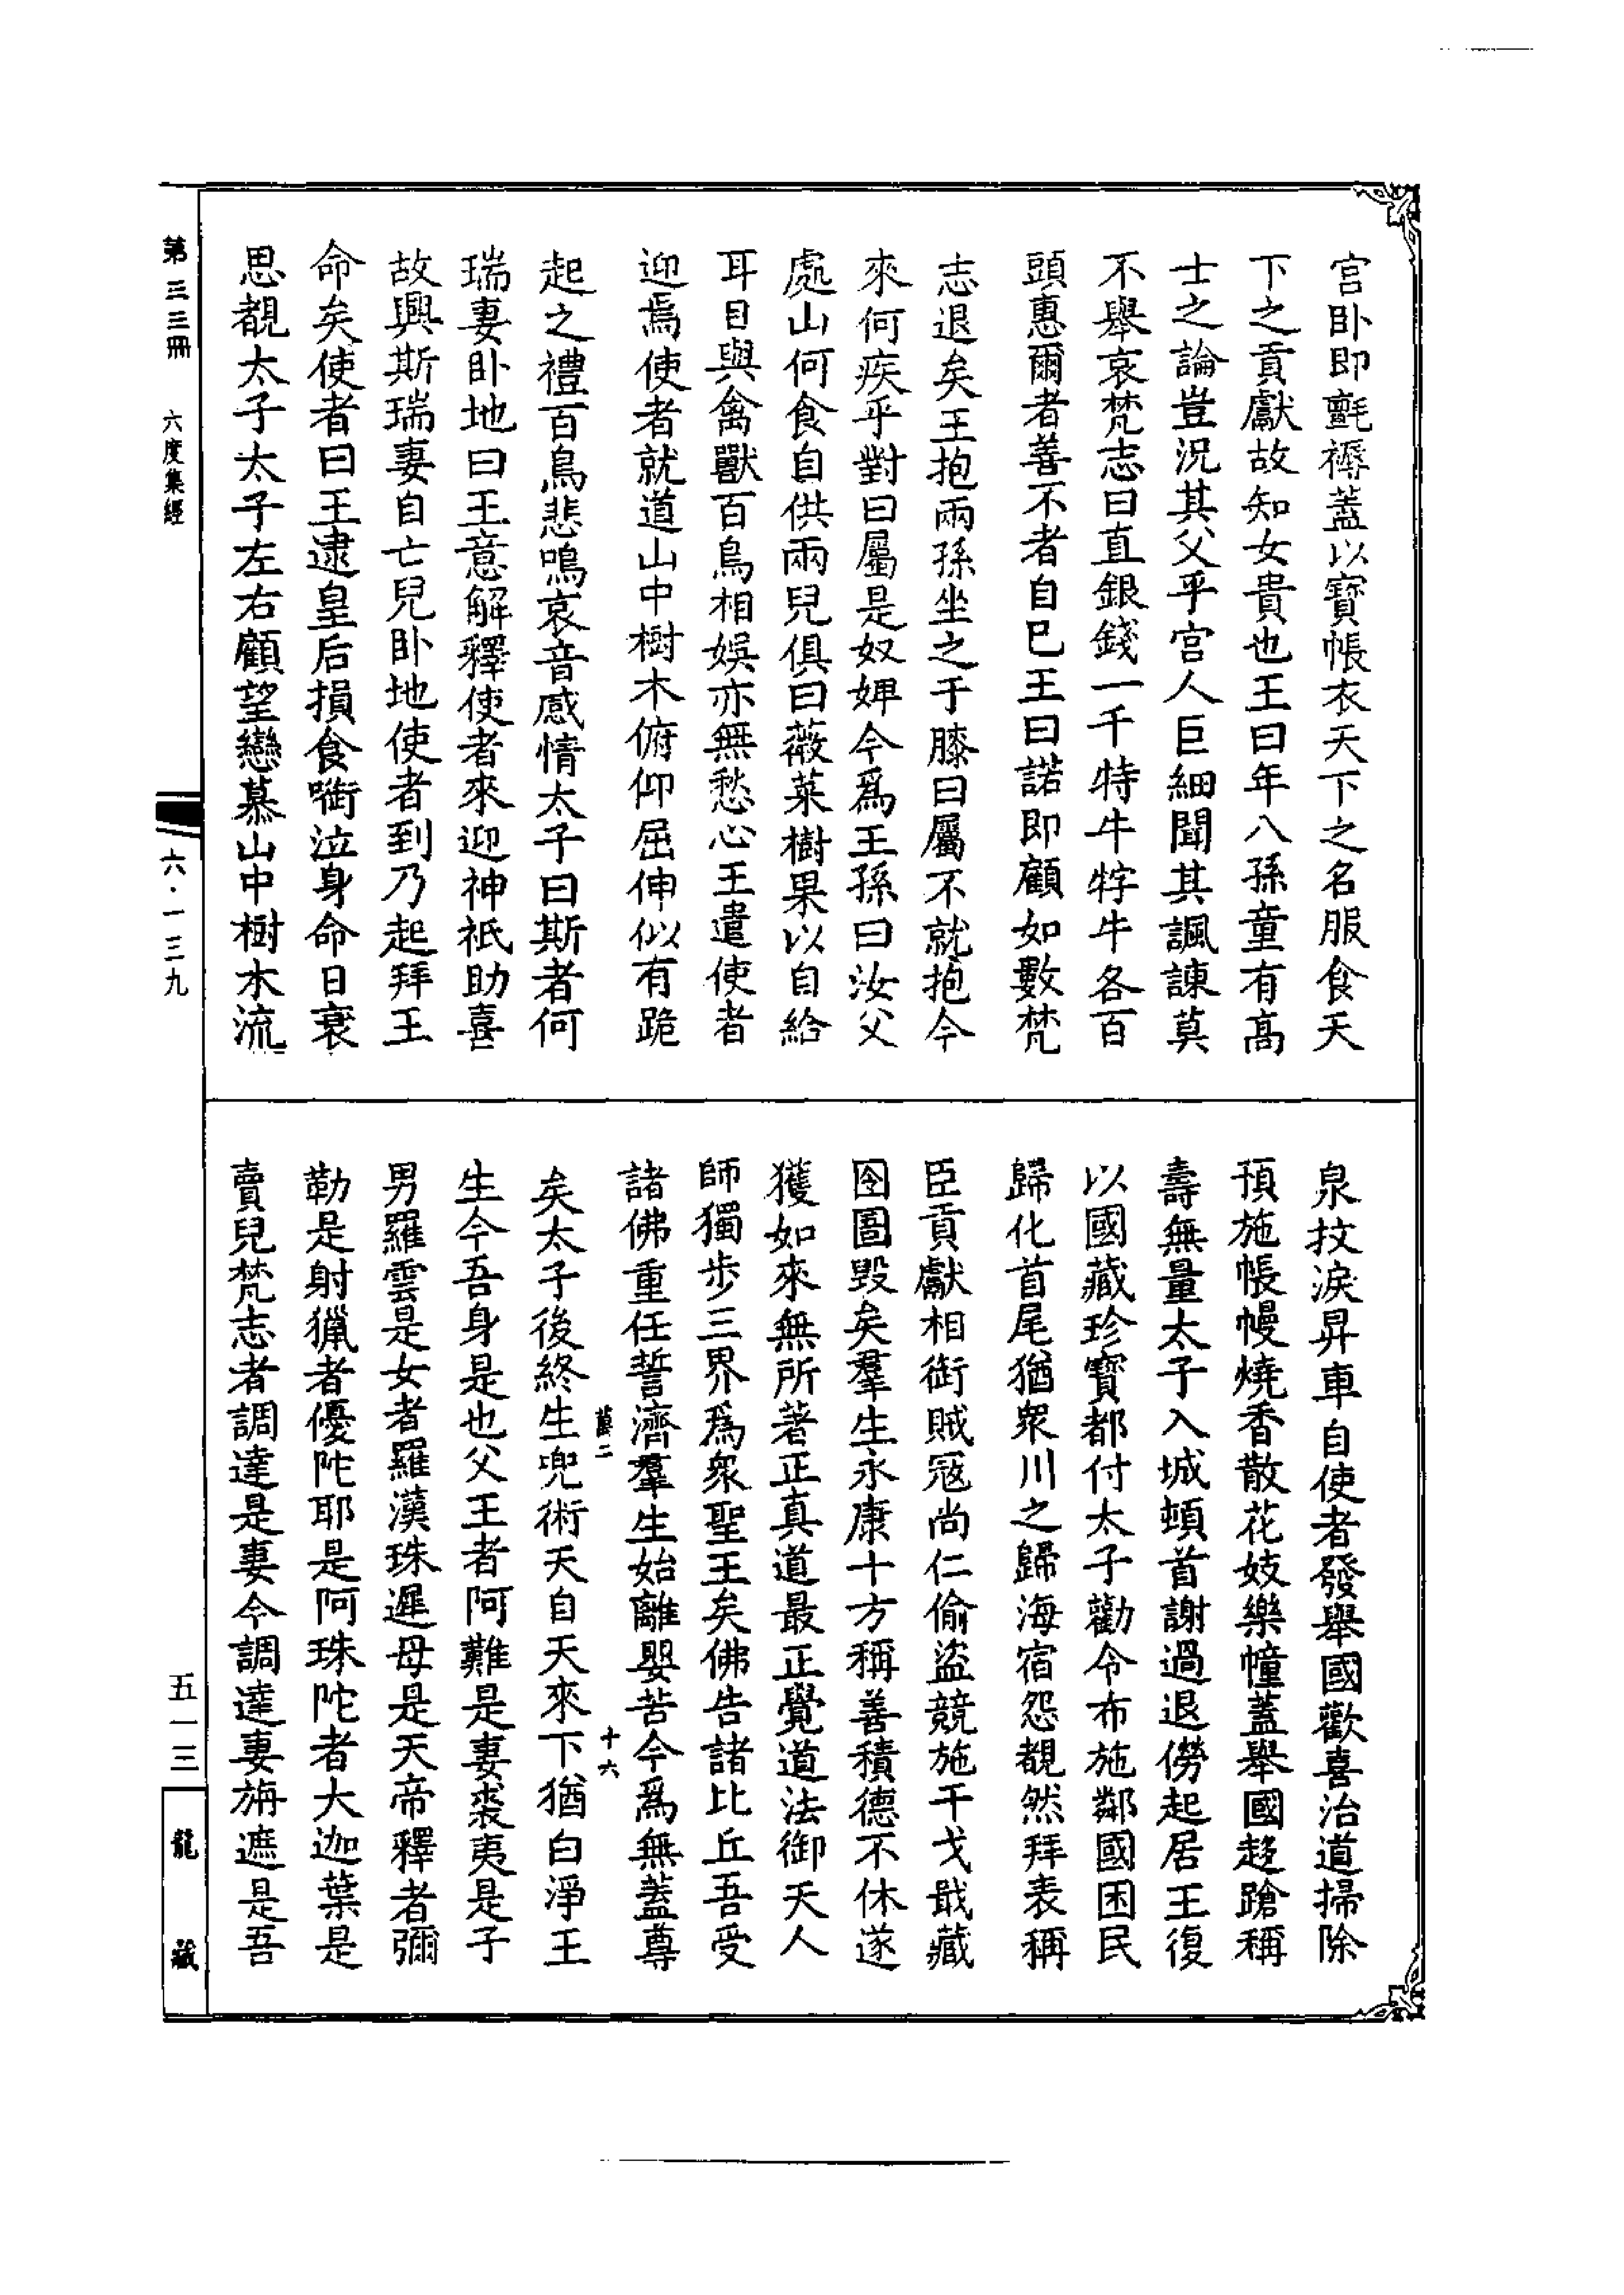 宫卧即氍褥蓋以寳帳衣天下之名服食天
下之貢獻故知女貴也王曰年八孫童有髙
士之論豈況其父乎宫人巨細聞其諷諌莫
不舉哀梵志曰直銀錢一千特牛牸牛各百
頭惠爾者善不者自已王曰諾即顧如數梵
志退矣王抱兩孫坐之于膝曰屬不就抱今
來何疾乎對曰屬是奴婢今爲王孫曰汝父
處山何食自供兩兒俱曰薇菜樹果以自給
耳目與禽獸百鳥相娱亦無愁心王遣使者
迎焉使者就道山中樹木俯仰屈伸似有跪
起之禮百鳥悲鳴哀音感情太子曰斯者何
瑞妻卧地曰王意解釋使者來迎神祇助喜
故興斯瑞妻自亡兒卧地使者到乃起拜王
命矣使者曰王逮皇后損食㗸泣身命日衰
思覩太子太子左右顧望戀慕山中樹木流
泉抆淚昇車自使者發舉國歡喜治道掃除
預施帳幔燒香散花妓樂幢蓋舉國趍蹌稱
壽無量太子入城頓首謝過退僗起居王復
以國藏珍寳都付太子勸令布施鄰國困民
歸化首尾猶衆川之歸海宿怨覩然拜表稱
臣貢獻相銜賊寇尚仁偷盜競施干戈戢藏
囹圄毁矣羣生永康十方稱善積德不休遂
獲如來無所著正真道最正覺道法御天人
師獨步三界爲衆聖王矣佛告諸比丘吾受
諸佛重任誓濟羣生始離嬰苦今爲無蓋尊
矣太子後終生兜術天自天來下猶白淨王
生今吾身是也父王者阿難是妻裘夷是子
男羅雲是女者羅漢珠遲母是天帝釋者彌
勒是射獵者優陀耶是阿珠陀者大迦葉是
賣兒梵志者調達是妻今調達妻旃遮是吾
十六
第三三冊
六度集經
六·一三九
五一三
龍藏